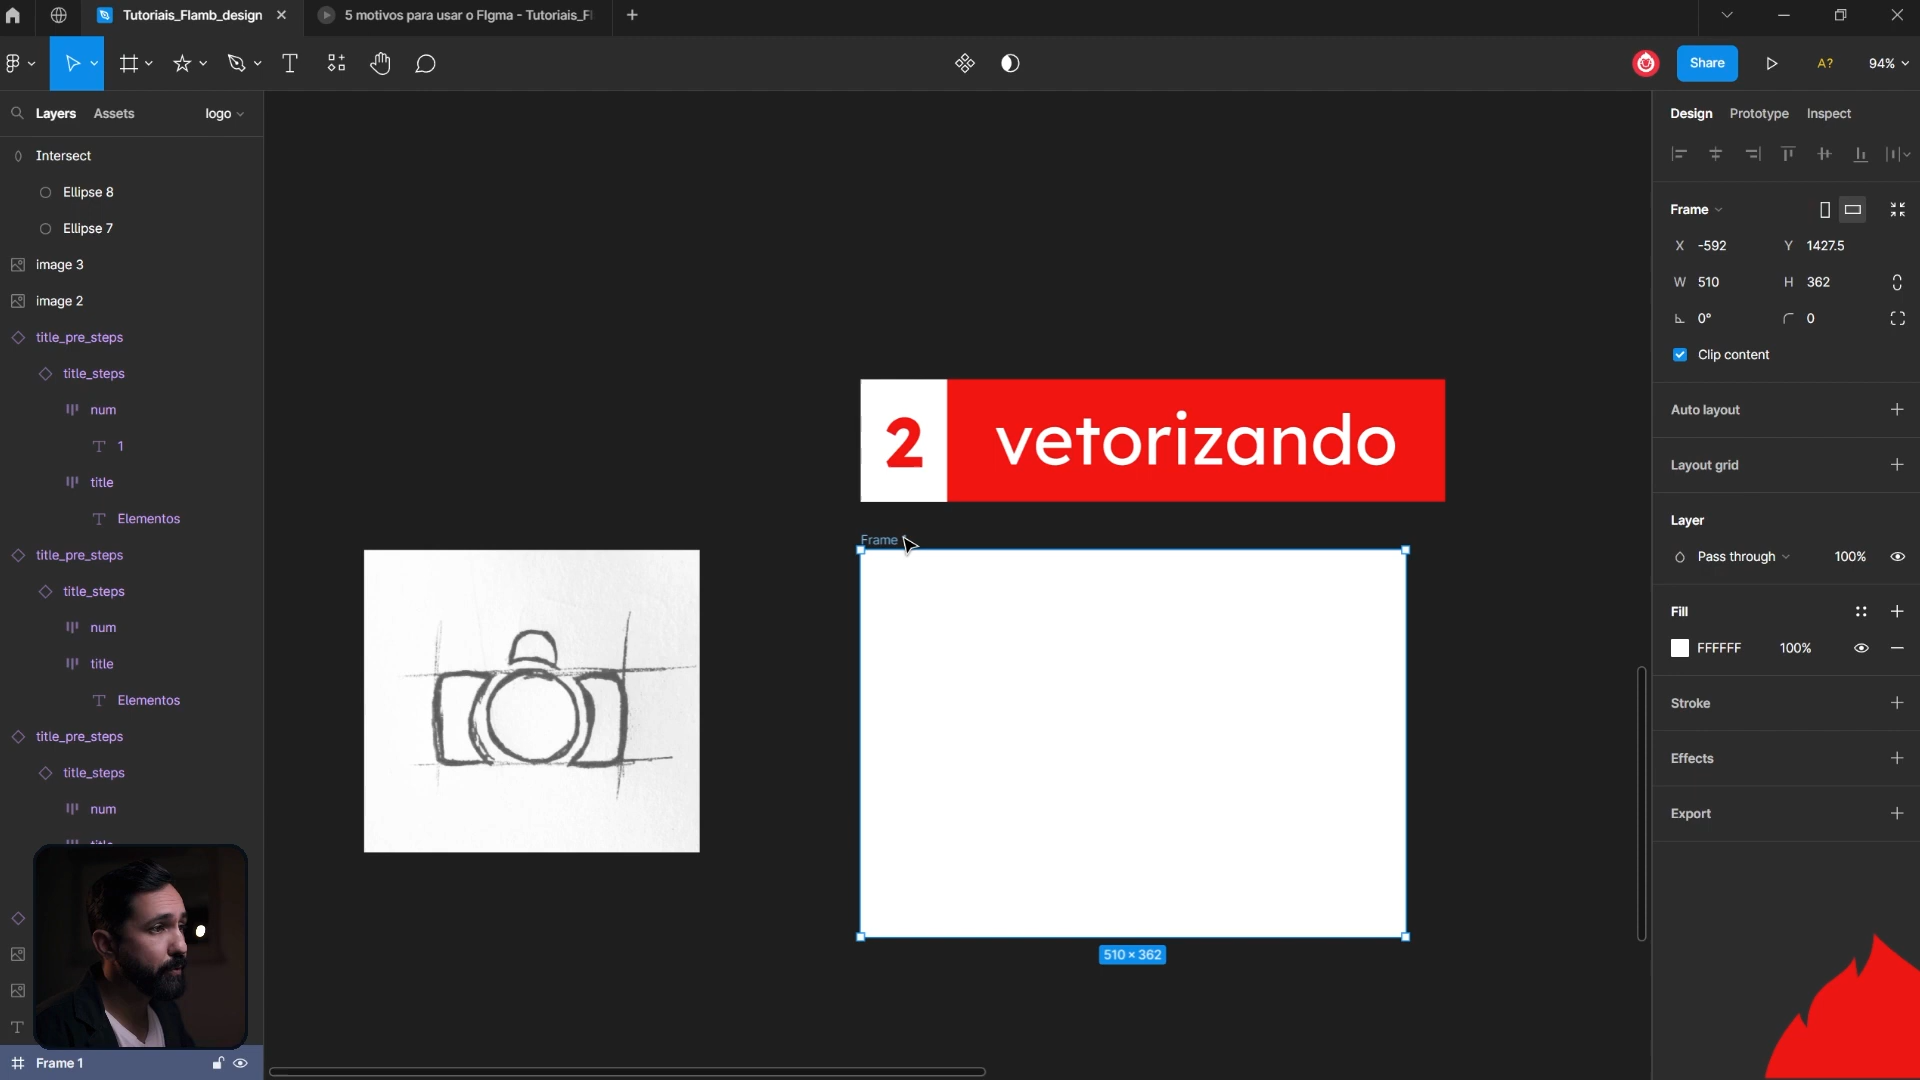 Tutoriais_Flamb_design
5 motivos para usar o FIgma - Tutoriais_Fl
Share
A?
94%
Layers
Assets
logo
Design
Prototype
Inspect
Intersect
Ellipse 8
Ellipse 7
image 3
image 2
title_pre_steps
title_steps
num
1
title
Elementos
title_pre_steps
title_steps
num
title
Elementos
title_pre_steps
title_steps
num
Frame 1
2 vetorizando
Frame
510 × 362
Frame
X -592
Y 1427.5
W 510
H 362
0°
0
Clip content
Auto layout
Layout grid
Layer
Pass through
100%
Fill
FFFFFF
100%
Stroke
Effects
Export